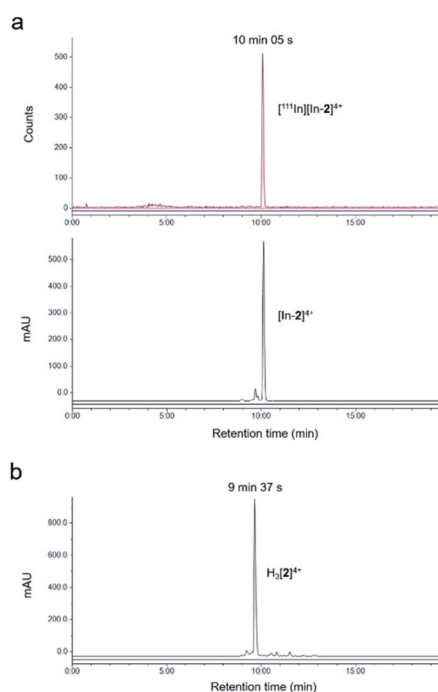 a
10 min 05 s
500
400
300
200
100
0
Counts
[¹¹¹In][In-2]⁴⁺
0:00 5:00 10:00 15:00
500.0
400.0
300.0
200.0
100.0
0.0
mAU
[In-2]⁴⁺
0:00 5:00 10:00 15:00
Retention time (min)
b
9 min 37 s
800.0
600.0
400.0
200.0
0.0
mAU
H₃[2]⁴⁺
0:00 5:00 10:00 15:00
Retention time (min)